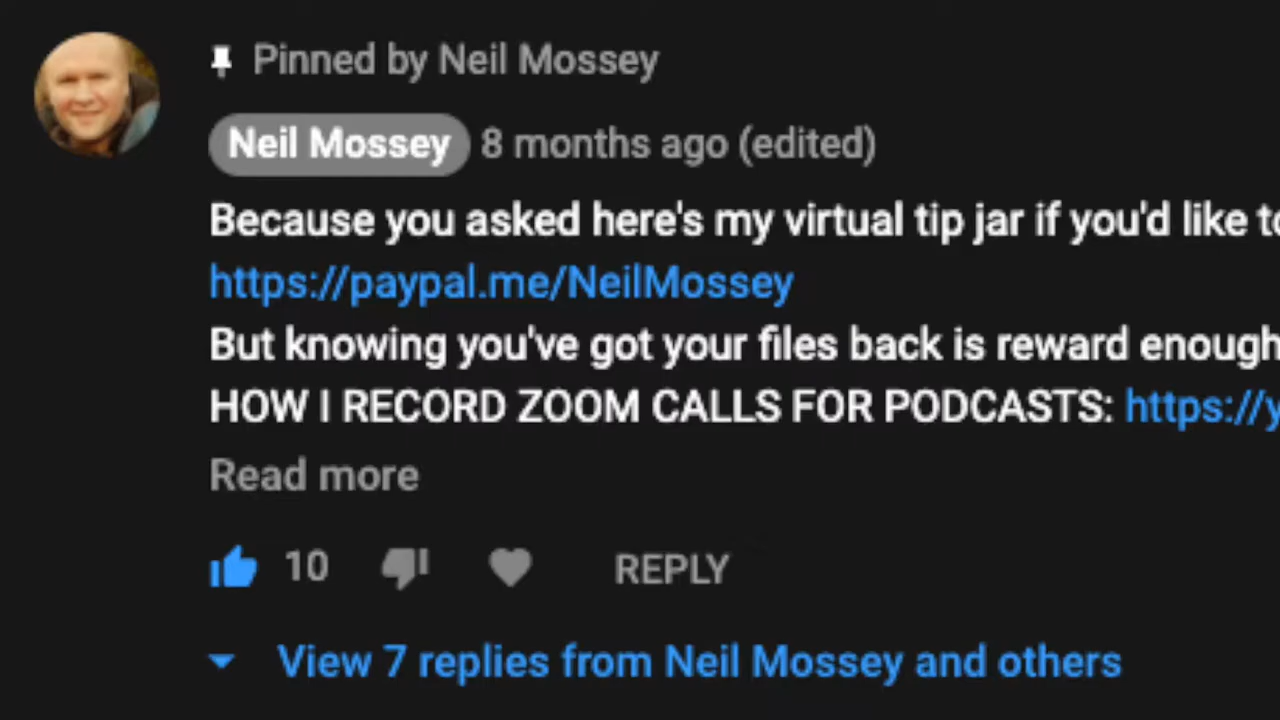 Pinned by Neil Mossey
Neil Mossey 8 months ago (edited)
Because you asked here's my virtual tip jar if you'd like
https://paypal.me/NeilMossey
But knowing you've got your files back is reward enough
HOW I RECORD ZOOM CALLS FOR PODCASTS: https://y
Read more
10 REPLY
View 7 replies from Neil Mossey and others